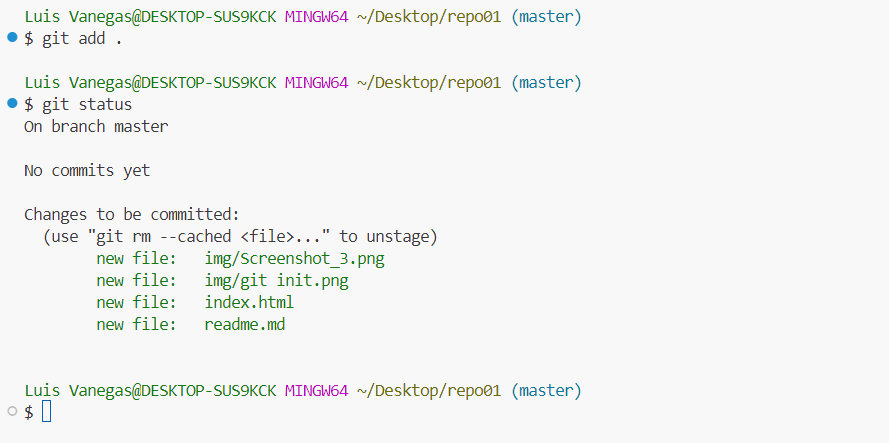 Luis Vanegas@DESKTOP-SUS9KCK MINGW64 ~/Desktop/repo01 (master)
$ git add .
Luis Vanegas@DESKTOP-SUS9KCK MINGW64 ~/Desktop/repo01 (master)
$ git status
On branch master
No commits yet
Changes to be committed:
(use "git rm --cached <file>..." to unstage)
new file: img/Screenshot_3.png
new file: img/git init.png
new file: index.html
new file: readme.md
Luis Vanegas@DESKTOP-SUS9KCK MINGW64 ~/Desktop/repo01 (master)
$